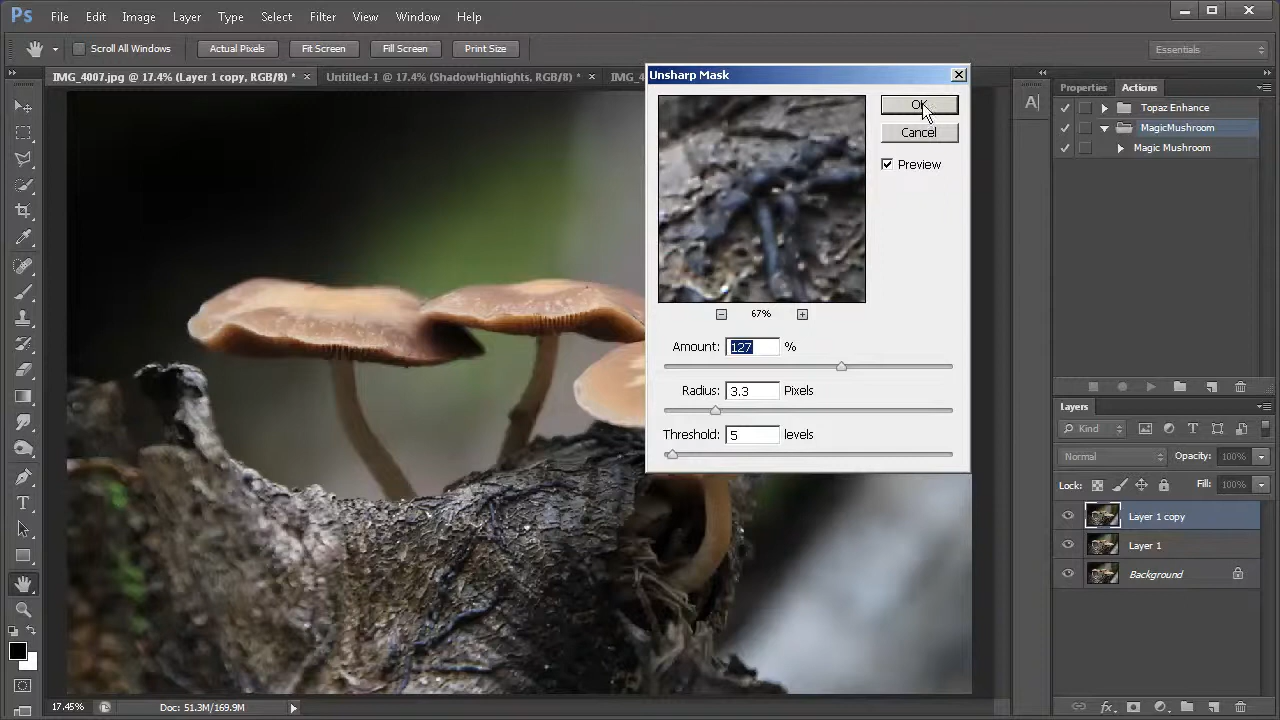 Ps File Edit Image Layer Type Select Filter View Window Help
Scroll All Windows Actual Pixels Fit Screen Fill Screen Print Size Essentials
IMG_4007.jpg @ 17.4% (Layer 1 copy, RGB/8) * × Untitled-1 @ 17.4% (ShadowHighlights, RGB/8) * × IMG_4
Unsharp Mask
OK
Cancel
Preview
67%
Amount: 127 %
Radius: 3.3 Pixels
Threshold: 5 levels
A
Properties Actions
Topaz Enhance
MagicMushroom
Magic Mushroom
Layers
Kind T
Normal Opacity: 100%
Lock: Fill: 100%
Layer 1 copy
Layer 1
Background
fx
T
17.45% Doc: 51.3M/169.9M